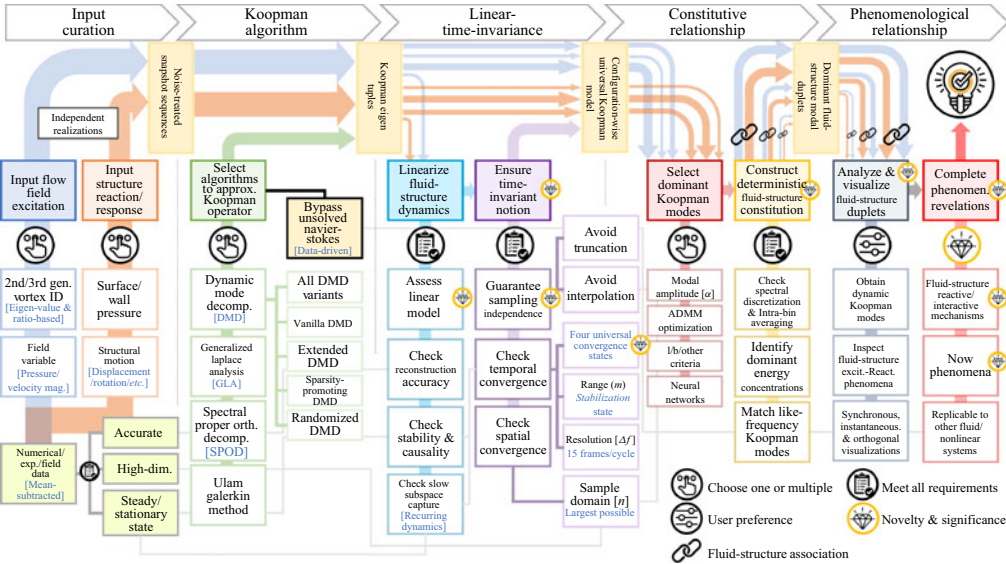 Input
curation
Koopman
algorithm
Linear-
time-invariance
Constitutive
relationship
Phenomenological
relationship
Noise-treated
snapshot sequences
Koopman eigen
tuples
Configuration-wise
universal Koopman
model
Dominant fluid-
structure modal
duplets
Independent
realizations
Input flow
field
excitation
Input
structure
reaction/
response
Select
algorithms
to approx.
Koopman
operator
Bypass
unsolved
navier-
stokes
[Data-driven]
Linearize
fluid-
structure
dynamics
Ensure
time-
invariant
notion
Select
dominant
Koopman
modes
Construct
deterministic
fluid-structure
constitution
Analyze &
visualize
fluid-structure
duplets
Complete
phenomen.
revelations
2nd/3rd gen.
vortex ID
[Eigen-value &
ratio-based]
Field
variable
[Pressure/
velocity mag.]
Surface/
wall
pressure
Structural
motion
[Displacement
/rotation/etc.]
Numerical/
exp./field
data
[Mean-
subtracted]
Accurate
High-dim.
Steady/
stationary
state
Dynamic
mode
decomp.
[DMD]
Generalized
laplace
analysis
[GLA]
Spectral
proper orth.
decomp.
[SPOD]
Ulam
galerkin
method
All DMD
variants
Vanilla DMD
Extended
DMD
Sparsity-
promoting DMD
Randomized
DMD
Assess
linear
model
Check
reconstruction
accuracy
Check
stability &
causality
Check slow
subspace
capture
[Recurring
dynamics]
Guarantee
sampling
independence
Check
temporal
convergence
Check
spatial
convergence
Avoid
truncation
Avoid
interpolation
Four universal
convergence
states
Range (m)
Stabilization
state
Resolution [Δf]
15 frames/cycle
Sample
domain [n]
Largest possible
Modal
amplitude [α]
ADMM
optimization
l/b/other
criteria
Neural
networks
Check
spectral
discretization
& Intra-bin
averaging
Identify
dominant
energy
concentrations
Match like-
frequency
Koopman
modes
Obtain
dynamic
Koopman
modes
Inspect
fluid-structure
excit.-React.
phenomena
Synchronous,
instantaneous.
& orthogonal
visualizations
Fluid-structure
reactive/
interactive
mechanisms
Now
phenomena
Replicable to
other fluid/
nonlinear
systems
Choose one or multiple
Meet all requirements
User preference
Novelty & significance
Fluid-structure association